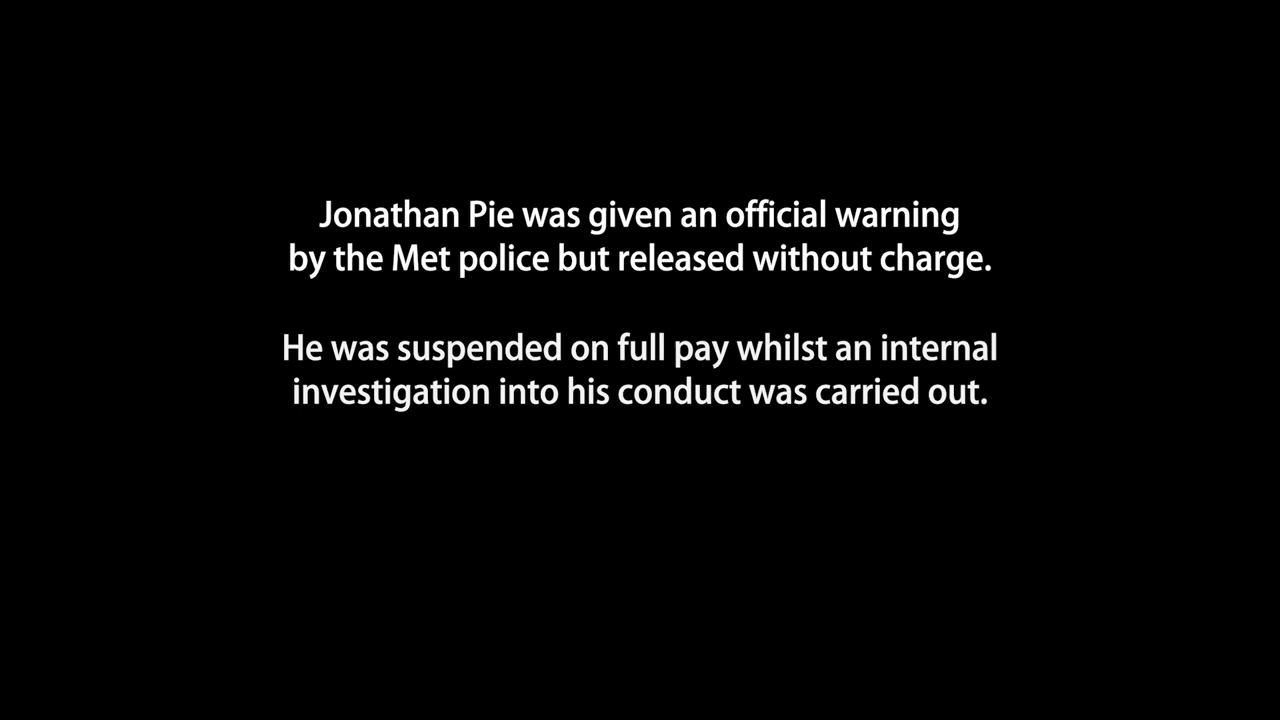 Jonathan Pie was given an official warning
by the Met police but released without charge.
He was suspended on full pay whilst an internal
investigation into his conduct was carried out.